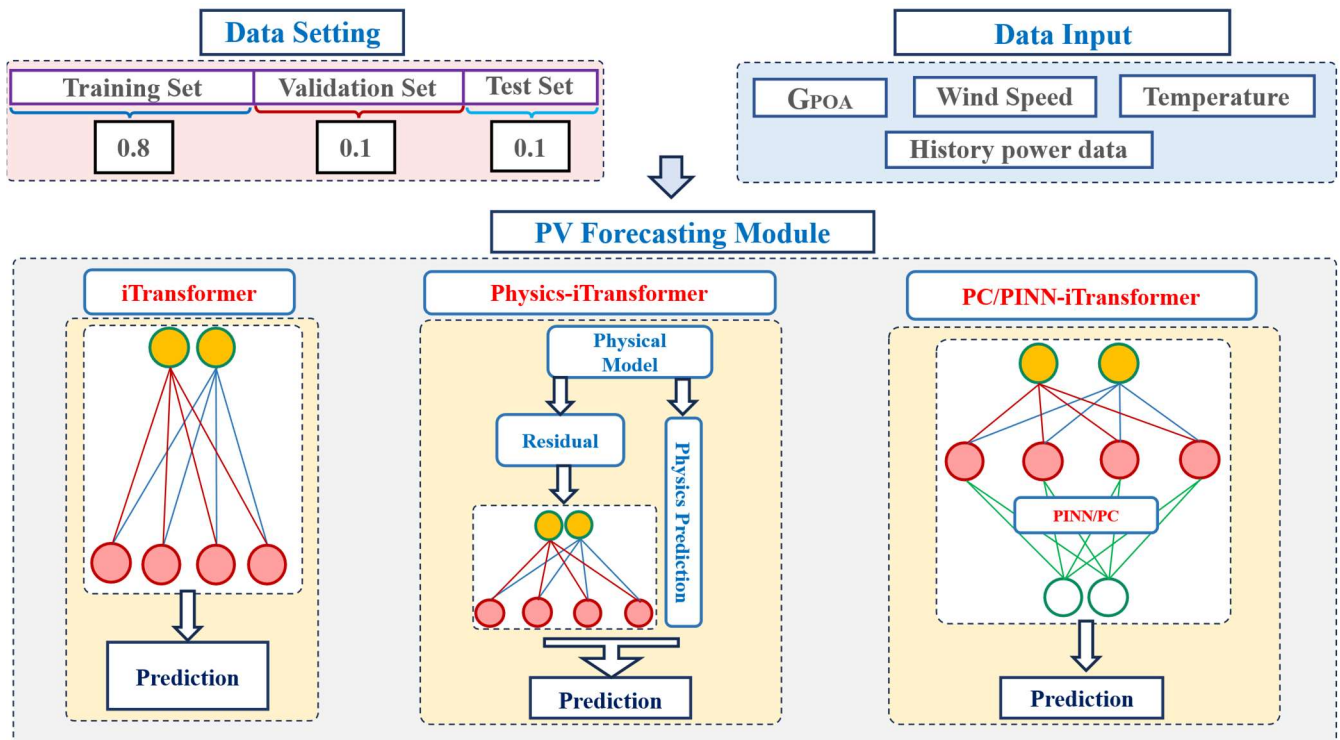 Data Setting
Data Input
Training Set
Validation Set
Test Set
0.8
0.1
0.1
GPOA
Wind Speed
Temperature
History power data
PV Forecasting Module
iTransformer
Prediction
Physics-iTransformer
Physical
Model
Residual
Physics Prediction
Prediction
PC/PINN-iTransformer
PINN/PC
Prediction